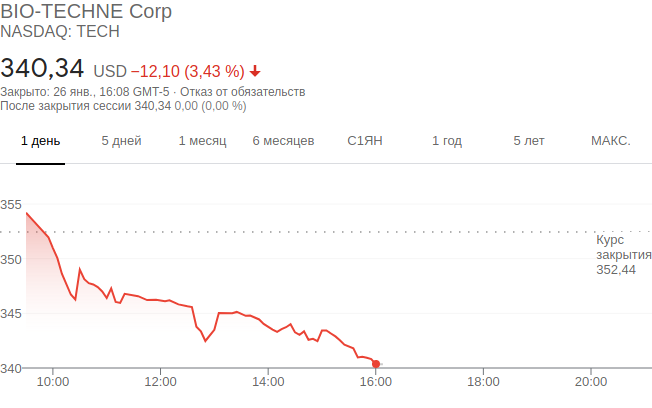 BIO-TECHNE Corp
NASDAQ: TECH
340,34 USD −12,10 (3,43 %)
Закрыто: 26 янв., 16:08 GMT-5 · Отказ от обязательств
После закрытия сессии 340,34 0,00 (0,00 %)
1 день 5 дней 1 месяц 6 месяцев С1ЯН 1 год 5 лет МАКС.
355
Курс
закрытия
352,44
350
345
340
10:00 12:00 14:00 16:00 18:00 20:00